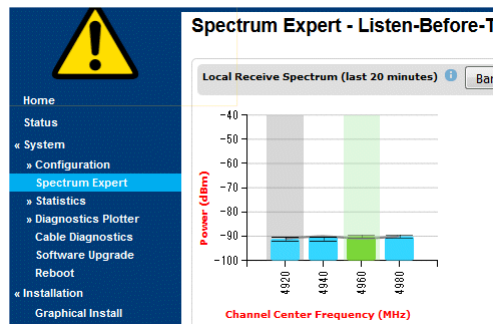 Spectrum Expert - Listen-Before-T
Local Receive Spectrum (last 20 minutes) i Ban
Home
Status
« System
» Configuration
Spectrum Expert
» Statistics
» Diagnostics Plotter
Cable Diagnostics
Software Upgrade
Reboot
« Installation
Graphical Install
Power (dBm)
-40
-50
-60
-70
-80
-90
-100
4920
4940
4960
4980
Channel Center Frequency (MHz)